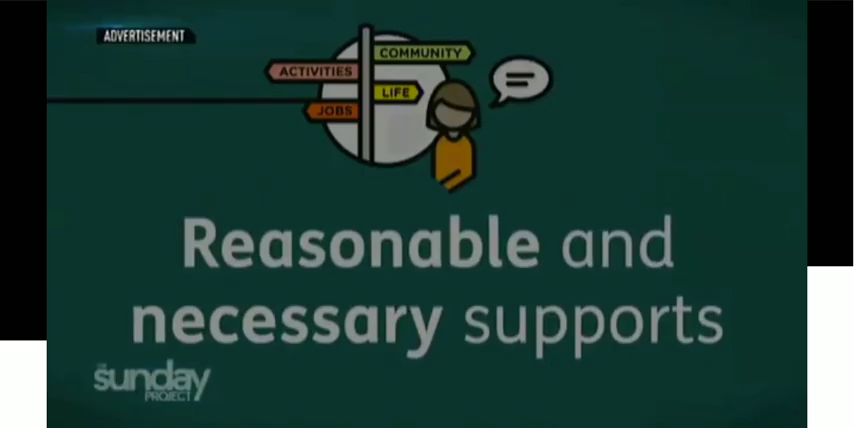 ADVERTISEMENT
COMMUNITY
ACTIVITIES
LIFE
JOBS
Reasonable and
necessary supports
THE
sunday
PROJECT